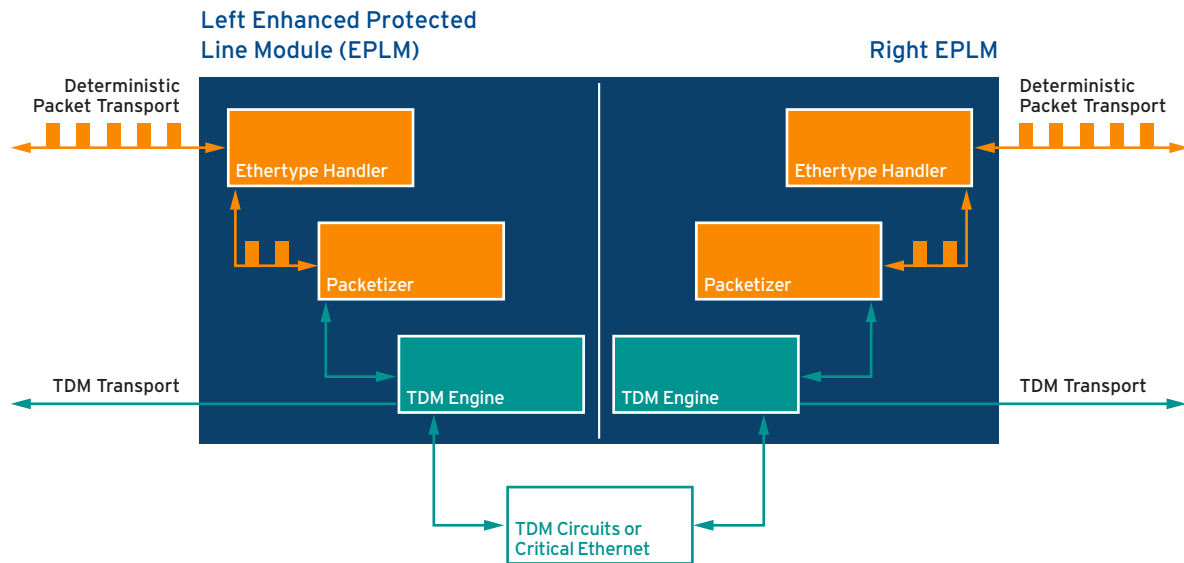 Left Enhanced Protected
Line Module (EPLM)
Right EPLM
Deterministic
Packet Transport
Deterministic
Packet Transport
Ethertype Handler
Ethertype Handler
Packetizer
Packetizer
TDM Transport
TDM Engine
TDM Engine
TDM Transport
TDM Circuits or
Critical Ethernet